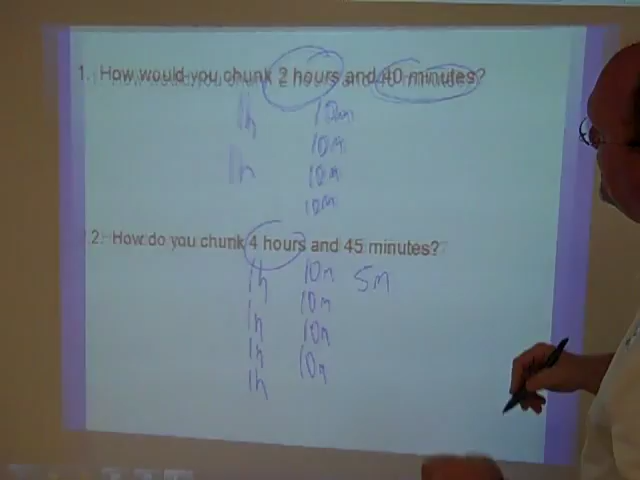 1. How would you chunk 2 hours and 40 minutes?
1h 10m
10m
1h 10m
10m
2. How do you chunk 4 hours and 45 minutes?
1h 10m 5m
1h 10m
1h 10m
1h 10m